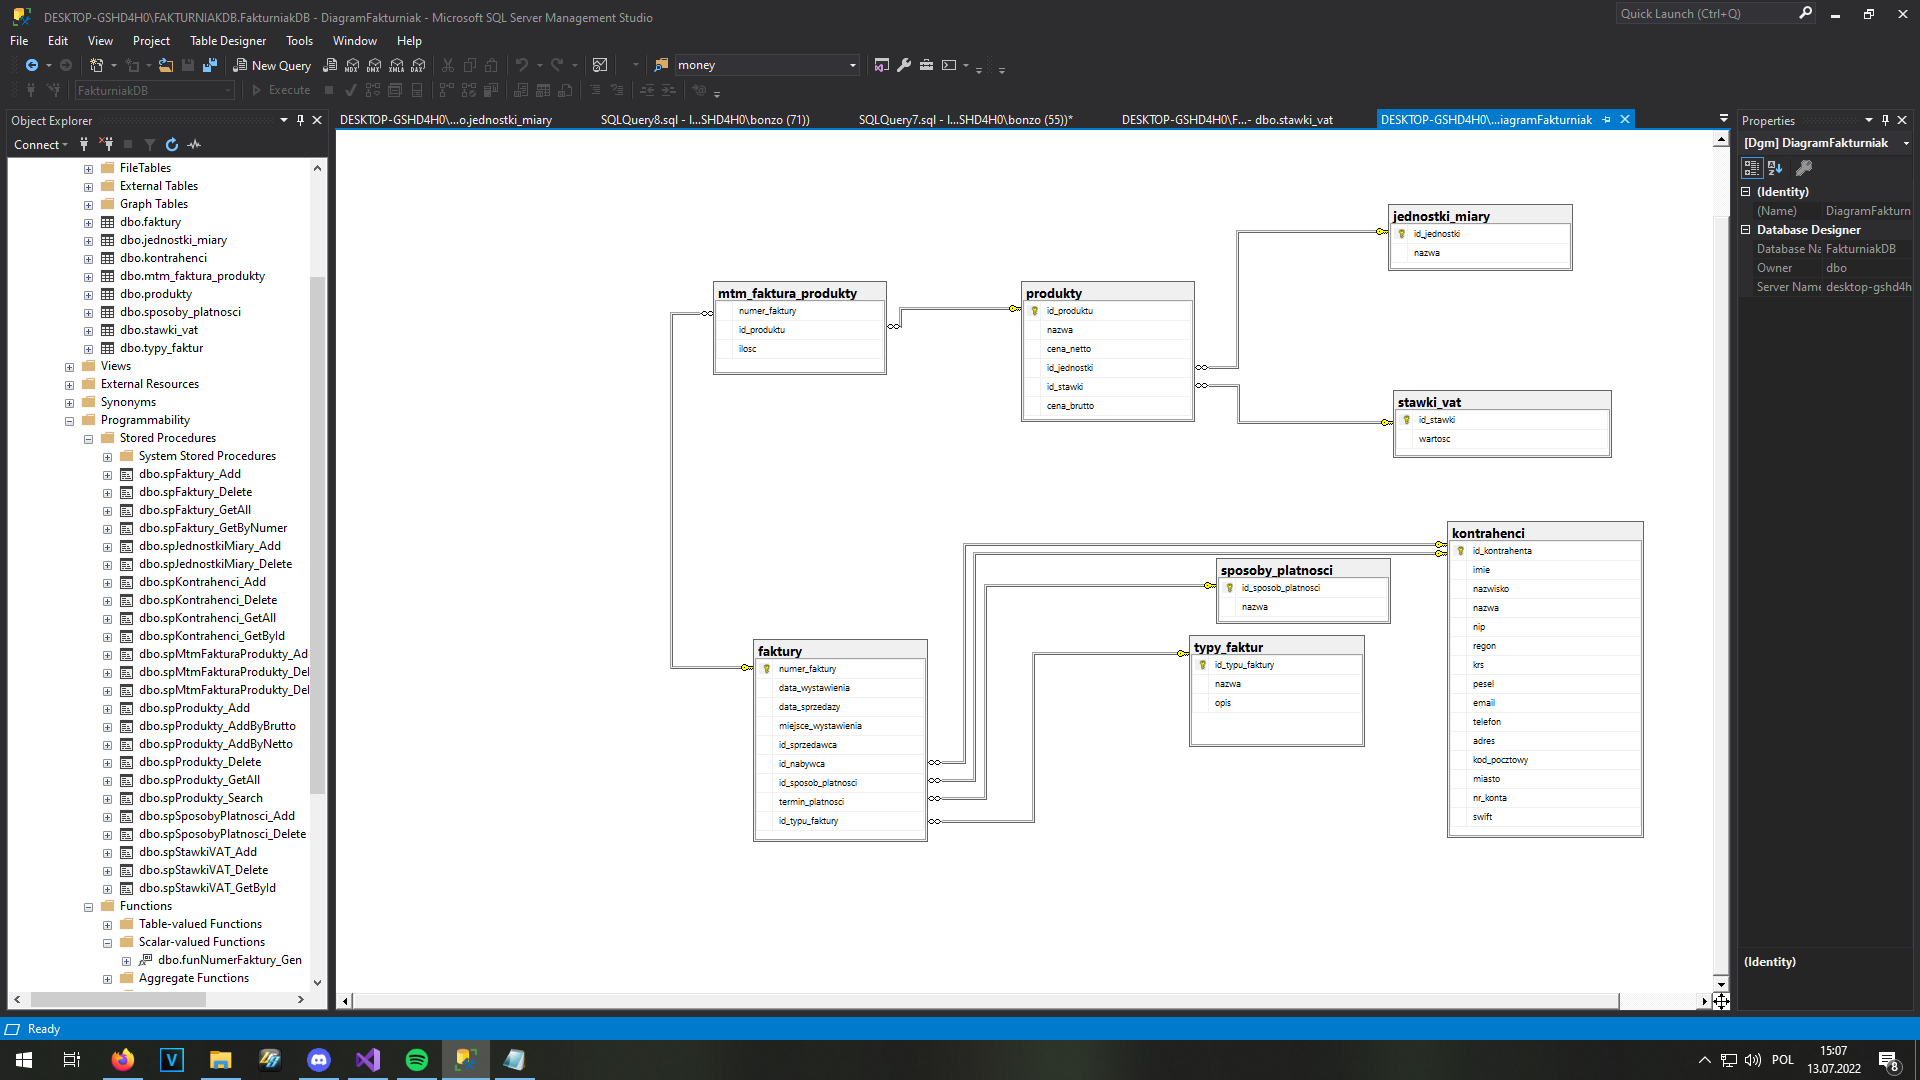 DESKTOP-GSHD4H0\FAKTURNIAKDB.FakturniakDB - DiagramFakturniak - Microsoft SQL Server Management Studio
Quick Launch (Ctrl+Q)
File Edit View Project Table Designer Tools Window Help
New Query
MDX DMX XMLA DAX
money
FakturniakDB
Execute
Object Explorer
Connect
FileTables
External Tables
Graph Tables
dbo.faktury
dbo.jednostki_miary
dbo.kontrahenci
dbo.mtm_faktura_produkty
dbo.produkty
dbo.sposoby_platnosci
dbo.stawki_vat
dbo.typy_faktur
Views
External Resources
Synonyms
Programmability
Stored Procedures
System Stored Procedures
dbo.spFaktury_Add
dbo.spFaktury_Delete
dbo.spFaktury_GetAll
dbo.spFaktury_GetByNumer
dbo.spJednostkiMiary_Add
dbo.spJednostkiMiary_Delete
dbo.spKontrahenci_Add
dbo.spKontrahenci_Delete
dbo.spKontrahenci_GetAll
dbo.spKontrahenci_GetById
dbo.spMtmFakturaProdukty_Ad
dbo.spMtmFakturaProdukty_Del
dbo.spMtmFakturaProdukty_Del
dbo.spProdukty_Add
dbo.spProdukty_AddByBrutto
dbo.spProdukty_AddByNetto
dbo.spProdukty_Delete
dbo.spProdukty_GetAll
dbo.spProdukty_Search
dbo.spSposobyPlatnosci_Add
dbo.spSposobyPlatnosci_Delete
dbo.spStawkiVAT_Add
dbo.spStawkiVAT_Delete
dbo.spStawkiVAT_GetById
Functions
Table-valued Functions
Scalar-valued Functions
dbo.funNumerFaktury_Gen
Aggregate Functions
DESKTOP-GSHD4H0\...o.jednostki_miary
SQLQuery8.sql - l...SHD4H0\bonzo (71))
SQLQuery7.sql - l...SHD4H0\bonzo (55))*
DESKTOP-GSHD4H0\F...- dbo.stawki_vat
DESKTOP-GSHD4H0\...iagramFakturniak
jednostki_miary
id_jednostki
nazwa
mtm_faktura_produkty
numer_faktury
id_produktu
ilosc
produkty
id_produktu
nazwa
cena_netto
id_jednostki
id_stawki
cena_brutto
stawki_vat
id_stawki
wartosc
kontrahenci
id_kontrahenta
imie
nazwisko
nazwa
nip
regon
krs
pesel
email
telefon
adres
kod_pocztowy
miasto
nr_konta
swift
sposoby_platnosci
id_sposob_platnosci
nazwa
typy_faktur
id_typu_faktury
nazwa
opis
faktury
numer_faktury
data_wystawienia
data_sprzedazy
miejsce_wystawienia
id_sprzedawca
id_nabywca
id_sposob_platnosci
termin_platnosci
id_typu_faktury
Properties
[Dgm] DiagramFakturniak
(Identity)
(Name) DiagramFakturn
Database Designer
Database Na FakturniakDB
Owner dbo
Server Name desktop-gshd4h
(Identity)
Ready
POL
15:07
13.07.2022
8